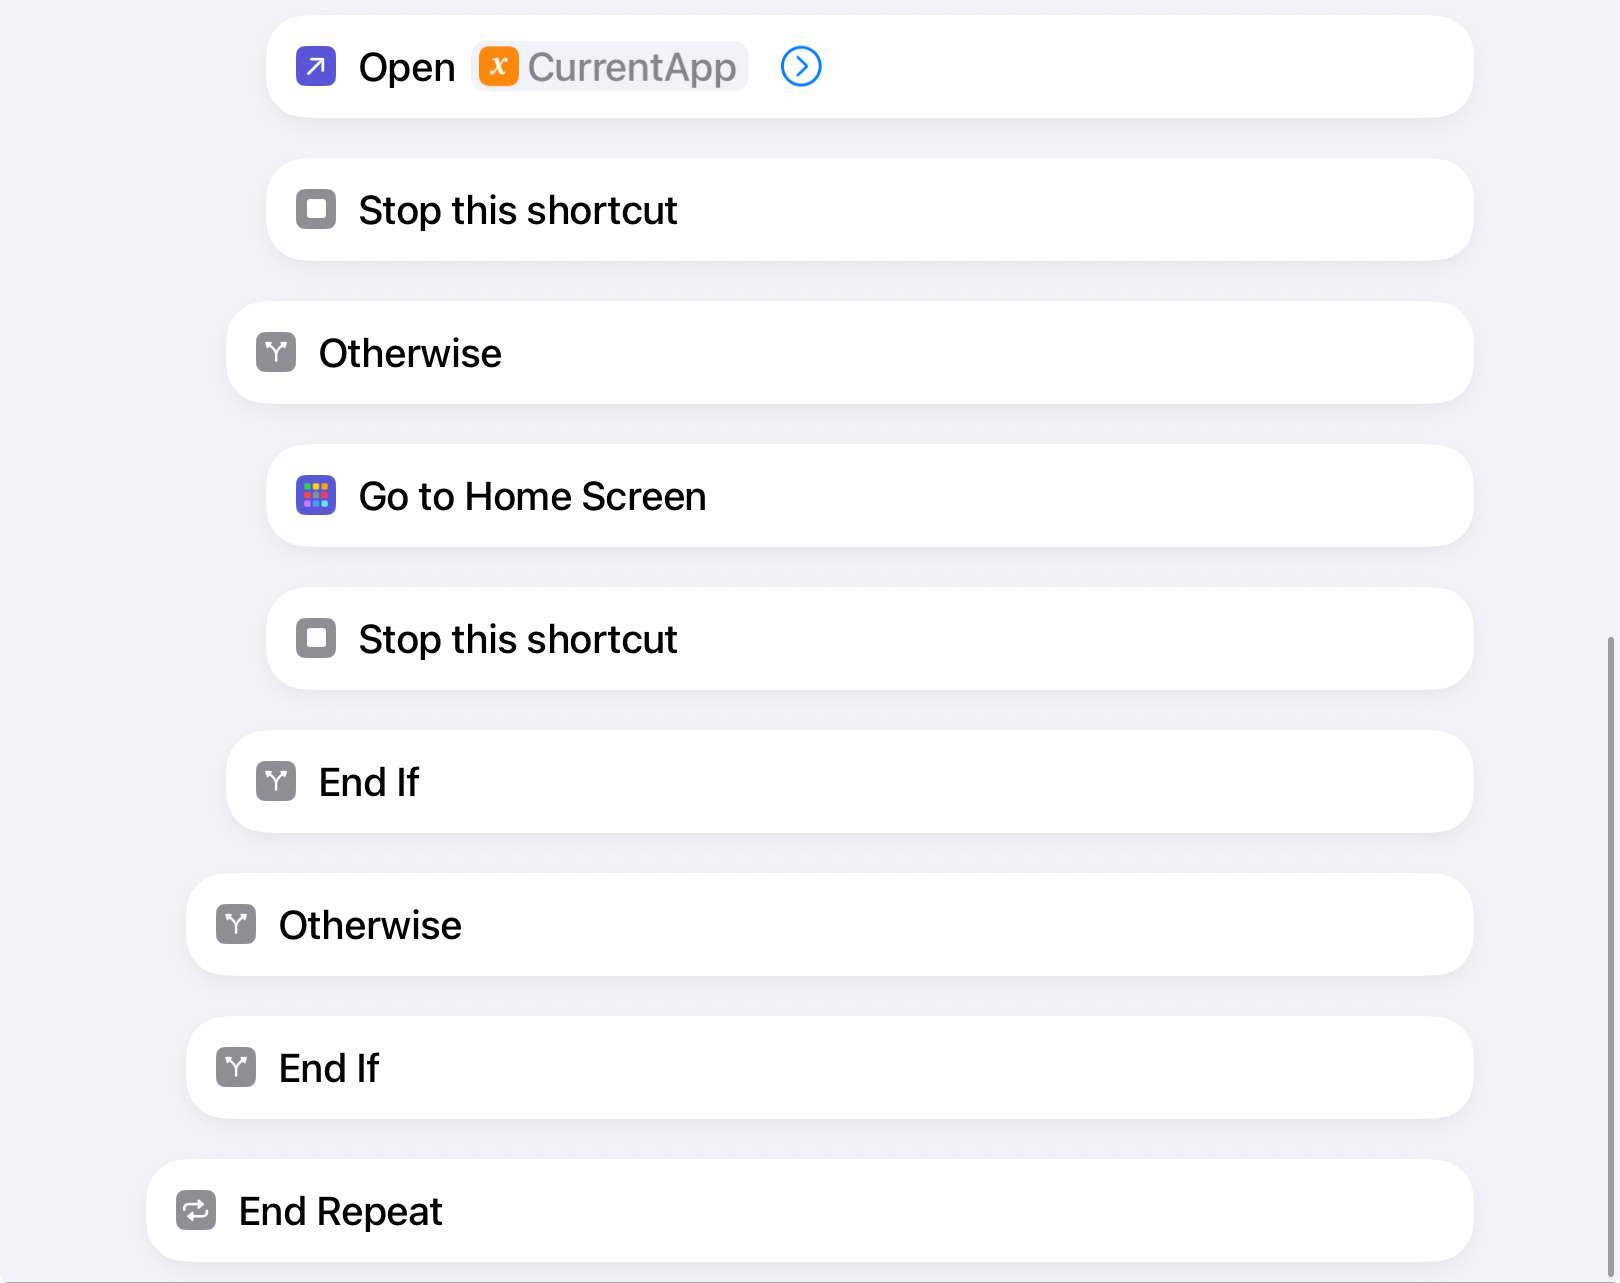 Open x CurrentApp
Stop this shortcut
Otherwise
Go to Home Screen
Stop this shortcut
End If
Otherwise
End If
End Repeat